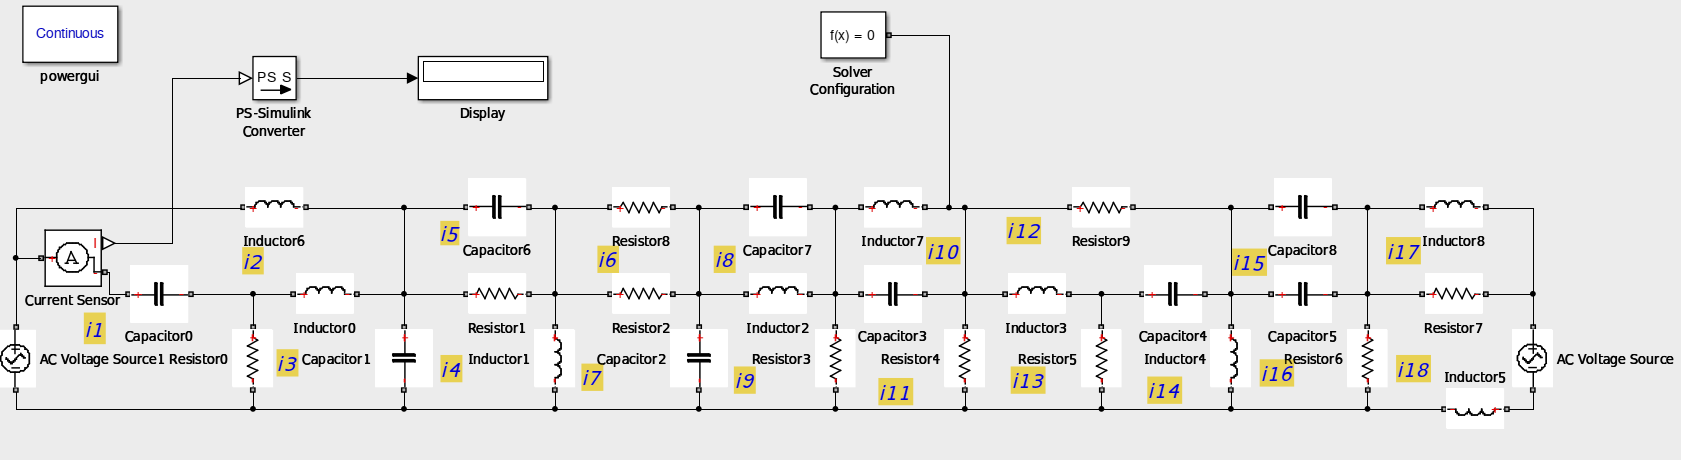 Continuous
powergui
PS S
PS-Simulink
Converter
Display
f(x) = 0
Solver
Configuration
Inductor6
i2
i5
Capacitor6
Resistor8
i6
i8
Capacitor7
Inductor7
i10
i12
Resistor9
i15
Capacitor8
i17
Inductor8
I
A
Current Sensor
i1
Capacitor0
Inductor0
Resistor1
Resistor2
Inductor2
Capacitor3
Inductor3
Capacitor4
Capacitor5
Resistor7
AC Voltage Source1
Resistor0
i3
Capacitor1
i4
Inductor1
i7
Capacitor2
i9
Resistor3
i11
Resistor4
i13
Resistor5
i14
Inductor4
i16
Resistor6
i18
Inductor5
AC Voltage Source